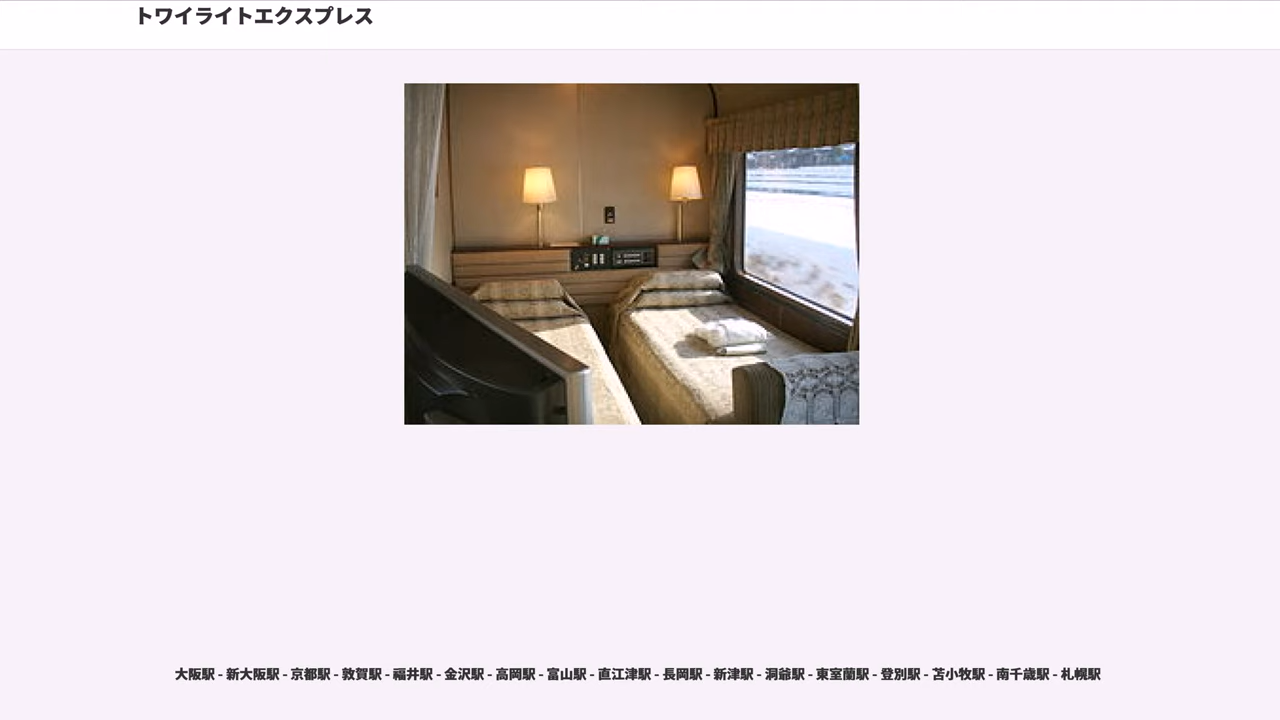 トワイライトエクスプレス
大阪駅 - 新大阪駅 - 京都駅 - 敦賀駅 - 福井駅 - 金沢駅 - 高岡駅 - 富山駅 - 直江津駅 - 長岡駅 - 新津駅 - 洞爺駅 - 東室蘭駅 - 登別駅 - 苫小牧駅 - 南千歳駅 - 札幌駅